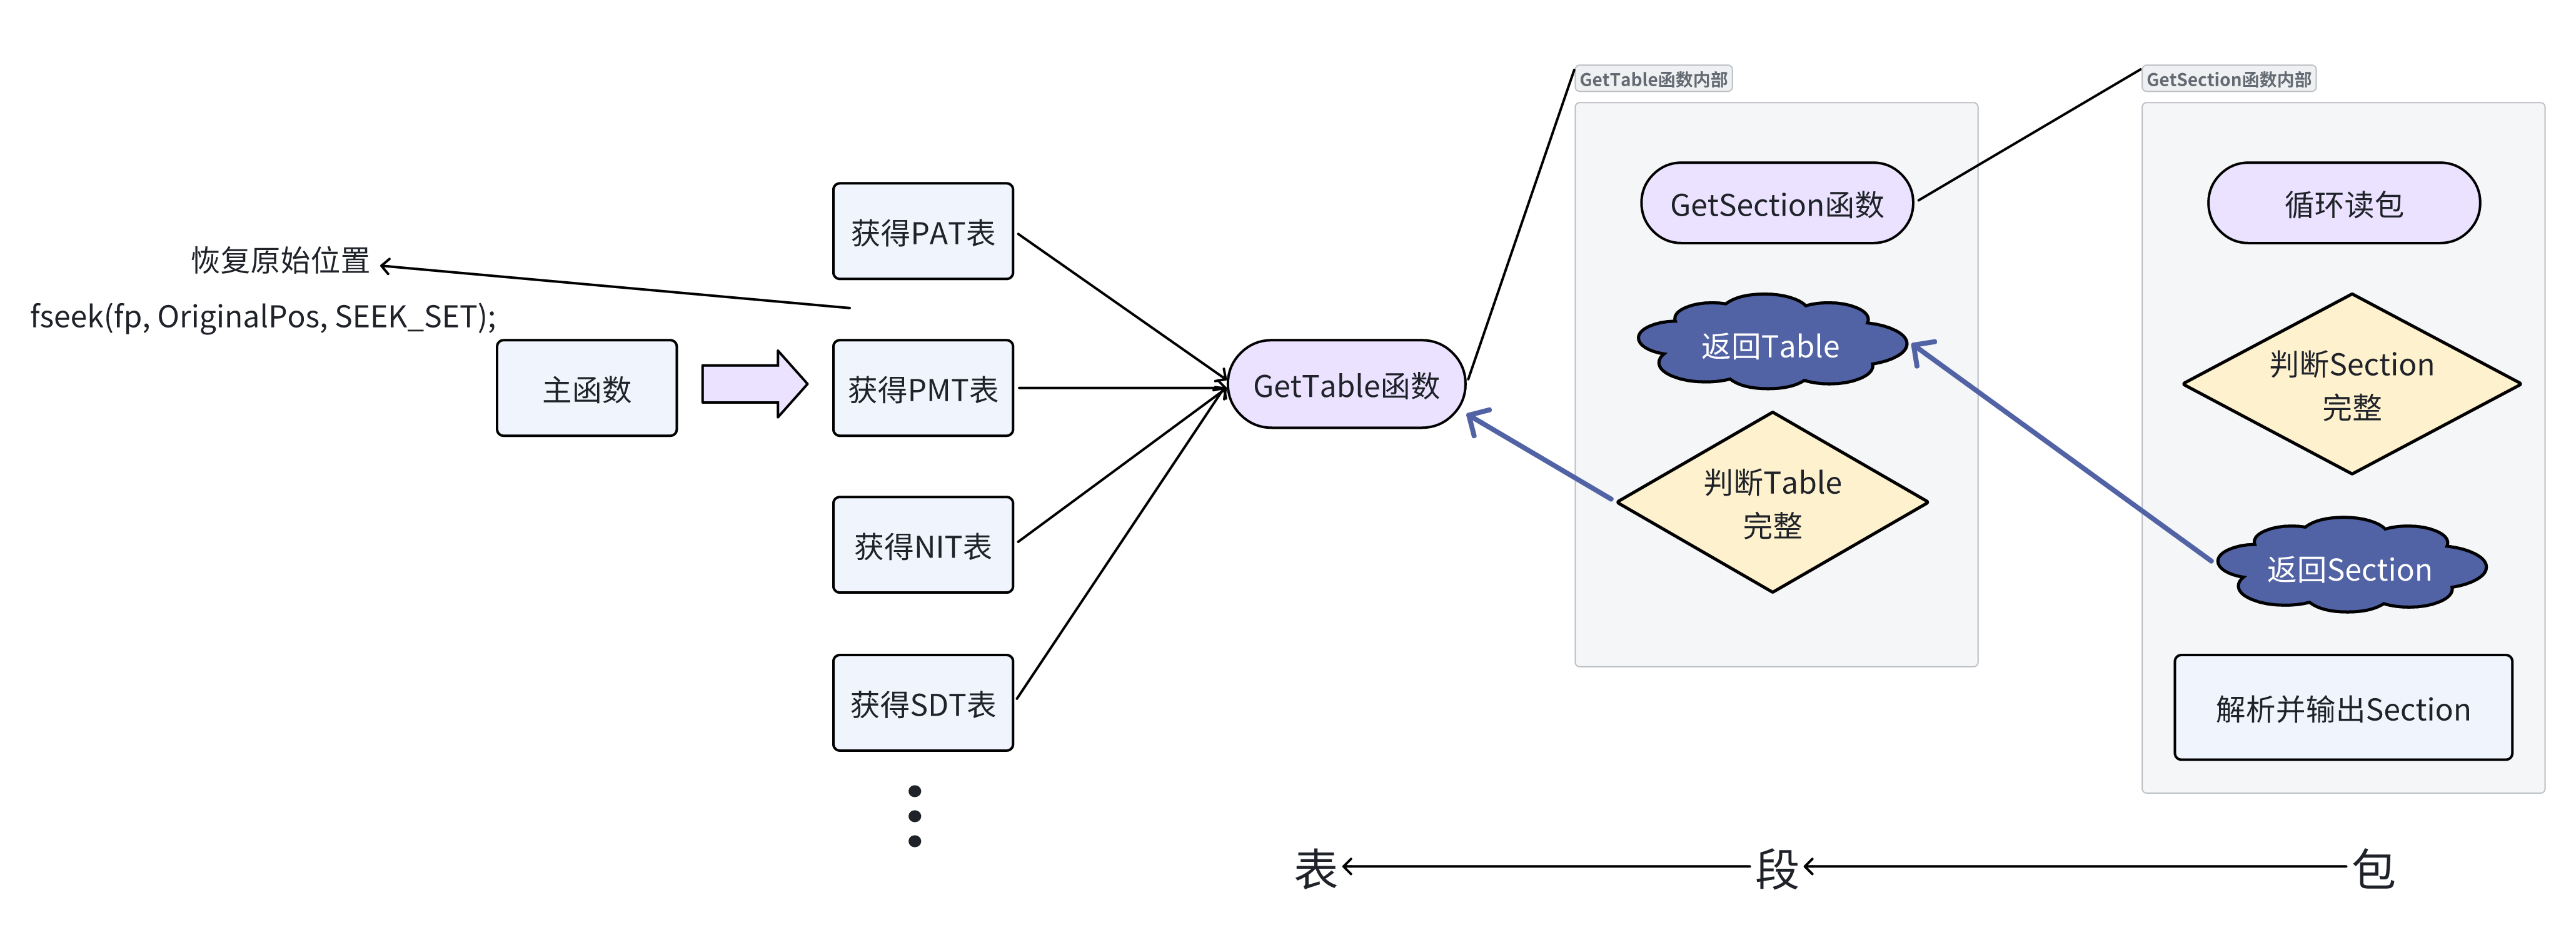 恢复原始位置
fseek(fp, OriginalPos, SEEK_SET);
主函数
获得PAT表
获得PMT表
获得NIT表
获得SDT表
GetTable函数
GetTable函数内部
GetSection函数
返回Table
判断Table
完整
GetSection函数内部
循环读包
判断Section
完整
返回Section
解析并输出Section
表
段
包